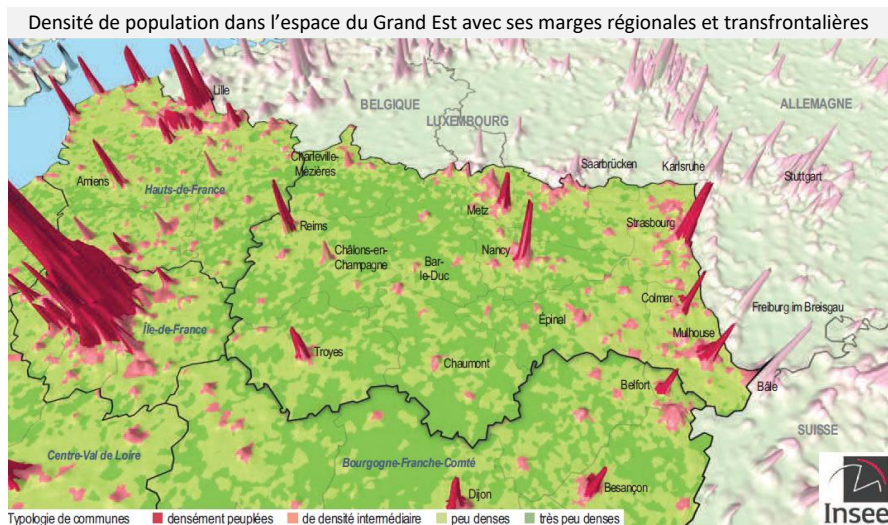 Densité de population dans l’espace du Grand Est avec ses marges régionales et transfrontalières
Lille
BELGIQUE
LUXEMBOURG
ALLEMAGNE
Charleville-
Mézières
Saarbrücken
Karlsruhe
Stuttgart
Amiens
Hauts-de-France
Metz
Reims
Strasbourg
Châlons-en-
Champagne
Bar-
le-Duc
Nancy
Colmar
Freiburg im Breisgau
Île-de-France
Épinal
Mulhouse
Troyes
Chaumont
Belfort
Bâle
SUISSE
Centre-Val de Loire
Bourgogne-Franche-Comté
Dijon
Besançon
Insee
Typologie de communes densément peuplées de densité intermédiaire peu denses très peu denses